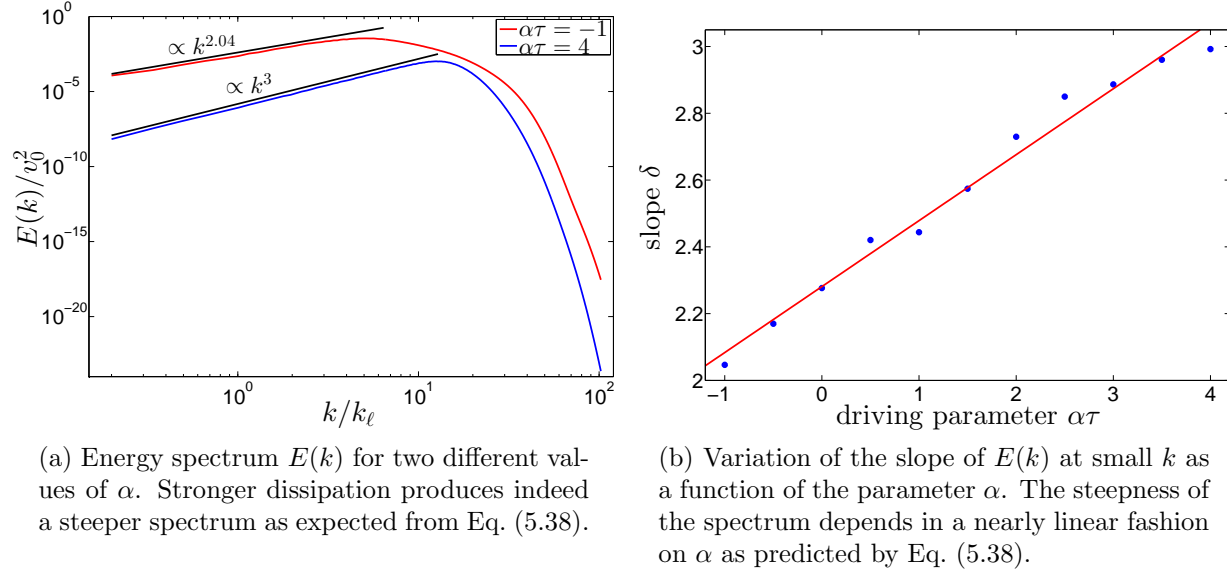 10^0
10^{-5}
10^{-10}
10^{-15}
10^{-20}
E(k)/v_0^2
∝ k^{2.04}
∝ k^3
ατ = −1
ατ = 4
10^0 10^1 10^2
k/k_ℓ
3
2.8
2.6
2.4
2.2
2
slope δ
−1 0 1 2 3 4
driving parameter ατ
(a) Energy spectrum E(k) for two different val-
ues of α. Stronger dissipation produces indeed
a steeper spectrum as expected from Eq. (5.38).
(b) Variation of the slope of E(k) at small k as
a function of the parameter α. The steepness of
the spectrum depends in a nearly linear fashion
on α as predicted by Eq. (5.38).